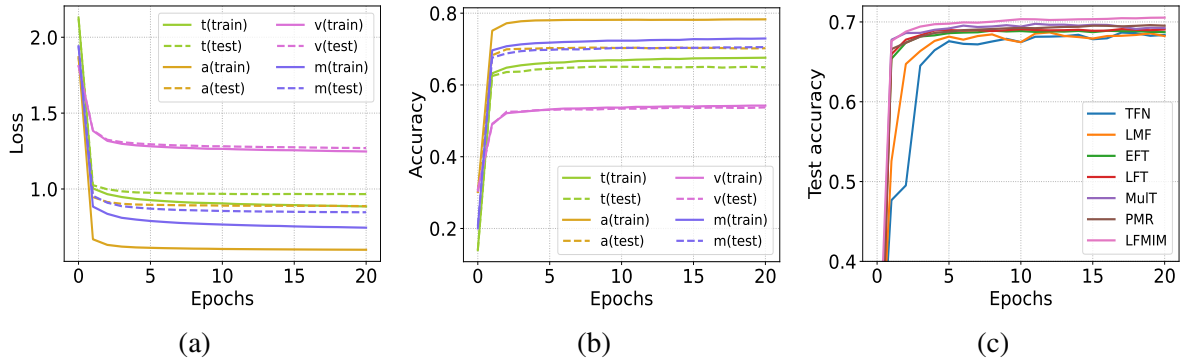 2.0
1.5
1.0
Loss
t(train)
t(test)
a(train)
a(test)
v(train)
v(test)
m(train)
m(test)
0 5 10 15 20
Epochs
(a)
0.8
0.6
0.4
0.2
Accuracy
t(train)
t(test)
a(train)
a(test)
v(train)
v(test)
m(train)
m(test)
0 5 10 15 20
Epochs
(b)
0.7
0.6
0.5
0.4
Test accuracy
TFN
LMF
EFT
LFT
MulT
PMR
LFMIM
0 5 10 15 20
Epochs
(c)